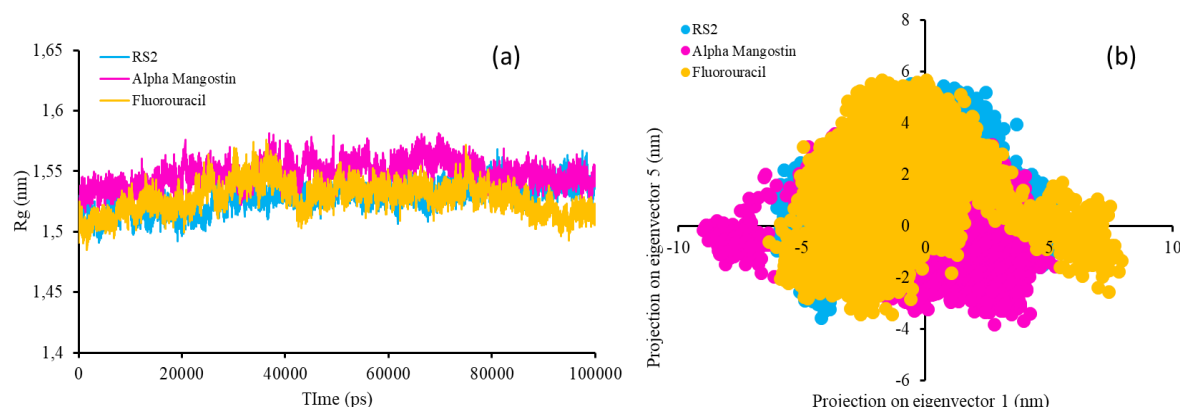 (a)
RS2
Alpha Mangostin
Fluorouracil
1,65
1,6
1,55
1,5
1,45
1,4
Rg (nm)
0
20000
40000
60000
80000
100000
TIme (ps)
(b)
RS2
Alpha Mangostin
Fluorouracil
8
6
4
2
0
-2
-4
-6
Projection on eigenvector 5 (nm)
-10
-5
0
5
10
Projection on eigenvector 1 (nm)